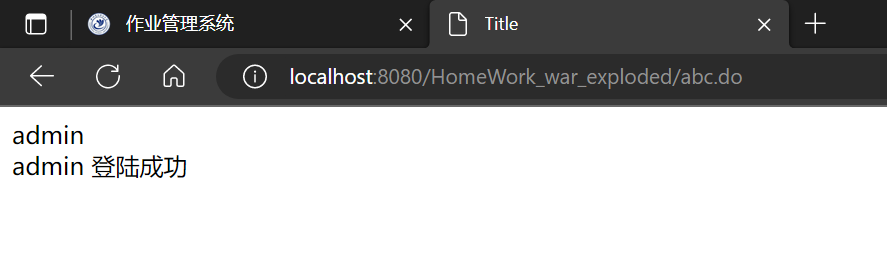 作业管理系统
Title
localhost:8080/HomeWork_war_exploded/abc.do
admin
admin 登陆成功